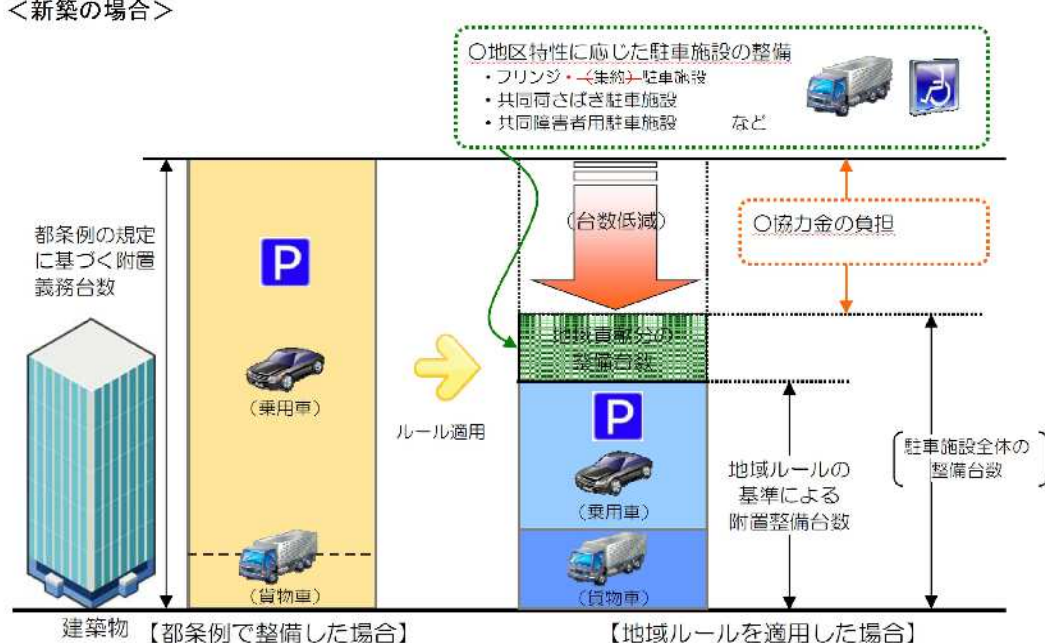 <新築の場合>
〇地区特性に応じた駐車施設の整備
・フリンジ・(集約)駐車施設
・共同荷さばき駐車施設
・共同障害者用駐車施設 など
都条例の規定
に基づく附置
義務台数
P
(乗用車)
(貨物車)
建築物
【都条例で整備した場合】
ルール適用
(台数低減)
地域貢献分の
整備台数
P
(乗用車)
(貨物車)
【地域ルールを適用した場合】
〇協力金の負担
地域ルールの
基準による
附置整備台数
駐車施設全体の
整備台数